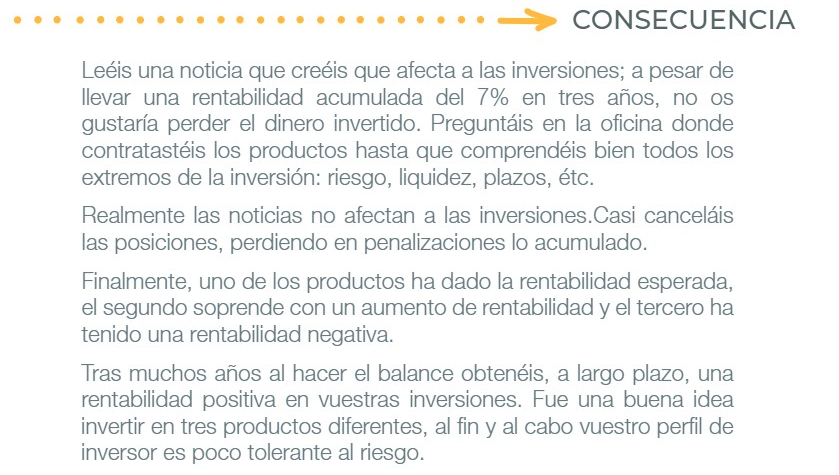 CONSECUENCIA
Leéis una noticia que creéis que afecta a las inversiones; a pesar de
llevar una rentabilidad acumulada del 7% en tres años, no os
gustaría perder el dinero invertido. Preguntáis en la oficina donde
contratastéis los productos hasta que comprendéis bien todos los
extremos de la inversión: riesgo, liquidez, plazos, étc.
Realmente las noticias no afectan a las inversiones.Casi canceláis
las posiciones, perdiendo en penalizaciones lo acumulado.
Finalmente, uno de los productos ha dado la rentabilidad esperada,
el segundo soprende con un aumento de rentabilidad y el tercero ha
tenido una rentabilidad negativa.
Tras muchos años al hacer el balance obtenéis, a largo plazo, una
rentabilidad positiva en vuestras inversiones. Fue una buena idea
invertir en tres productos diferentes, al fin y al cabo vuestro perfil de
inversor es poco tolerante al riesgo.